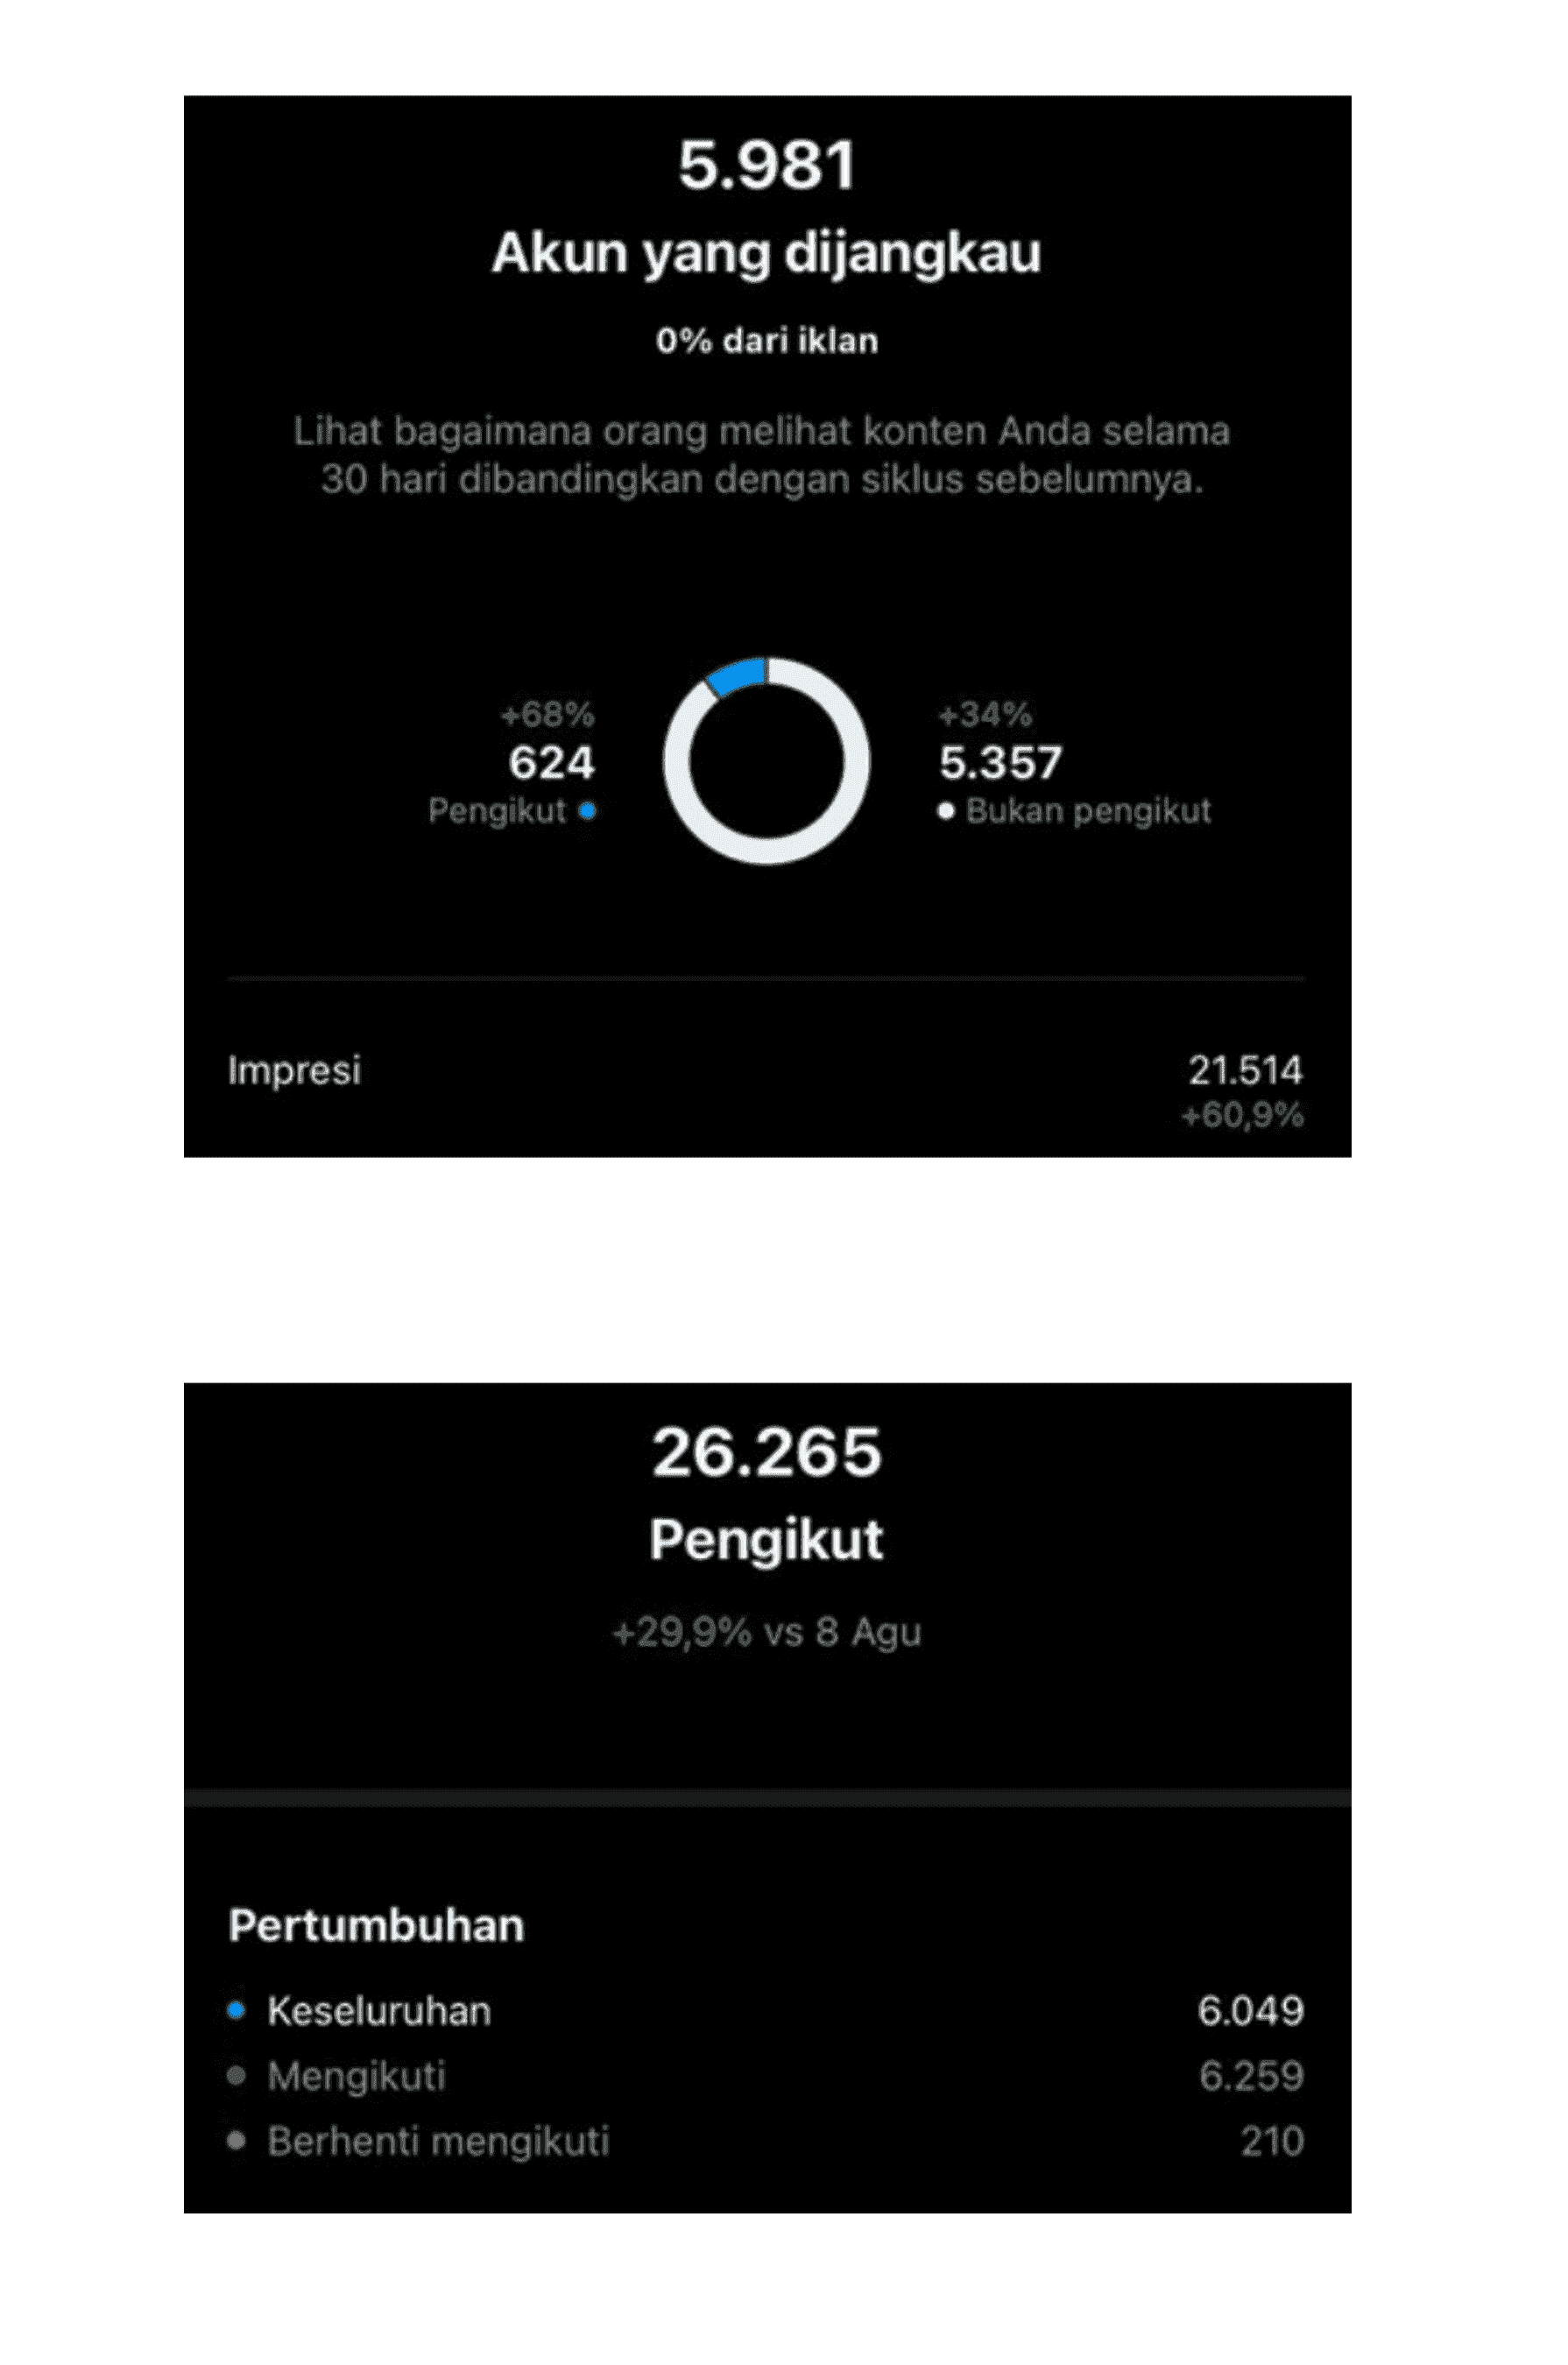 5.981
Akun yang dijangkau
0% dari iklan
Lihat bagaimana orang melihat konten Anda selama
30 hari dibandingkan dengan siklus sebelumnya.
+68%
624
Pengikut
+34%
5.357
Bukan pengikut
Impresi 21.514
+60,9%
26.265
Pengikut
+29,9% vs 8 Agu
Pertumbuhan
Keseluruhan 6.049
Mengikuti 6.259
Berhenti mengikuti 210